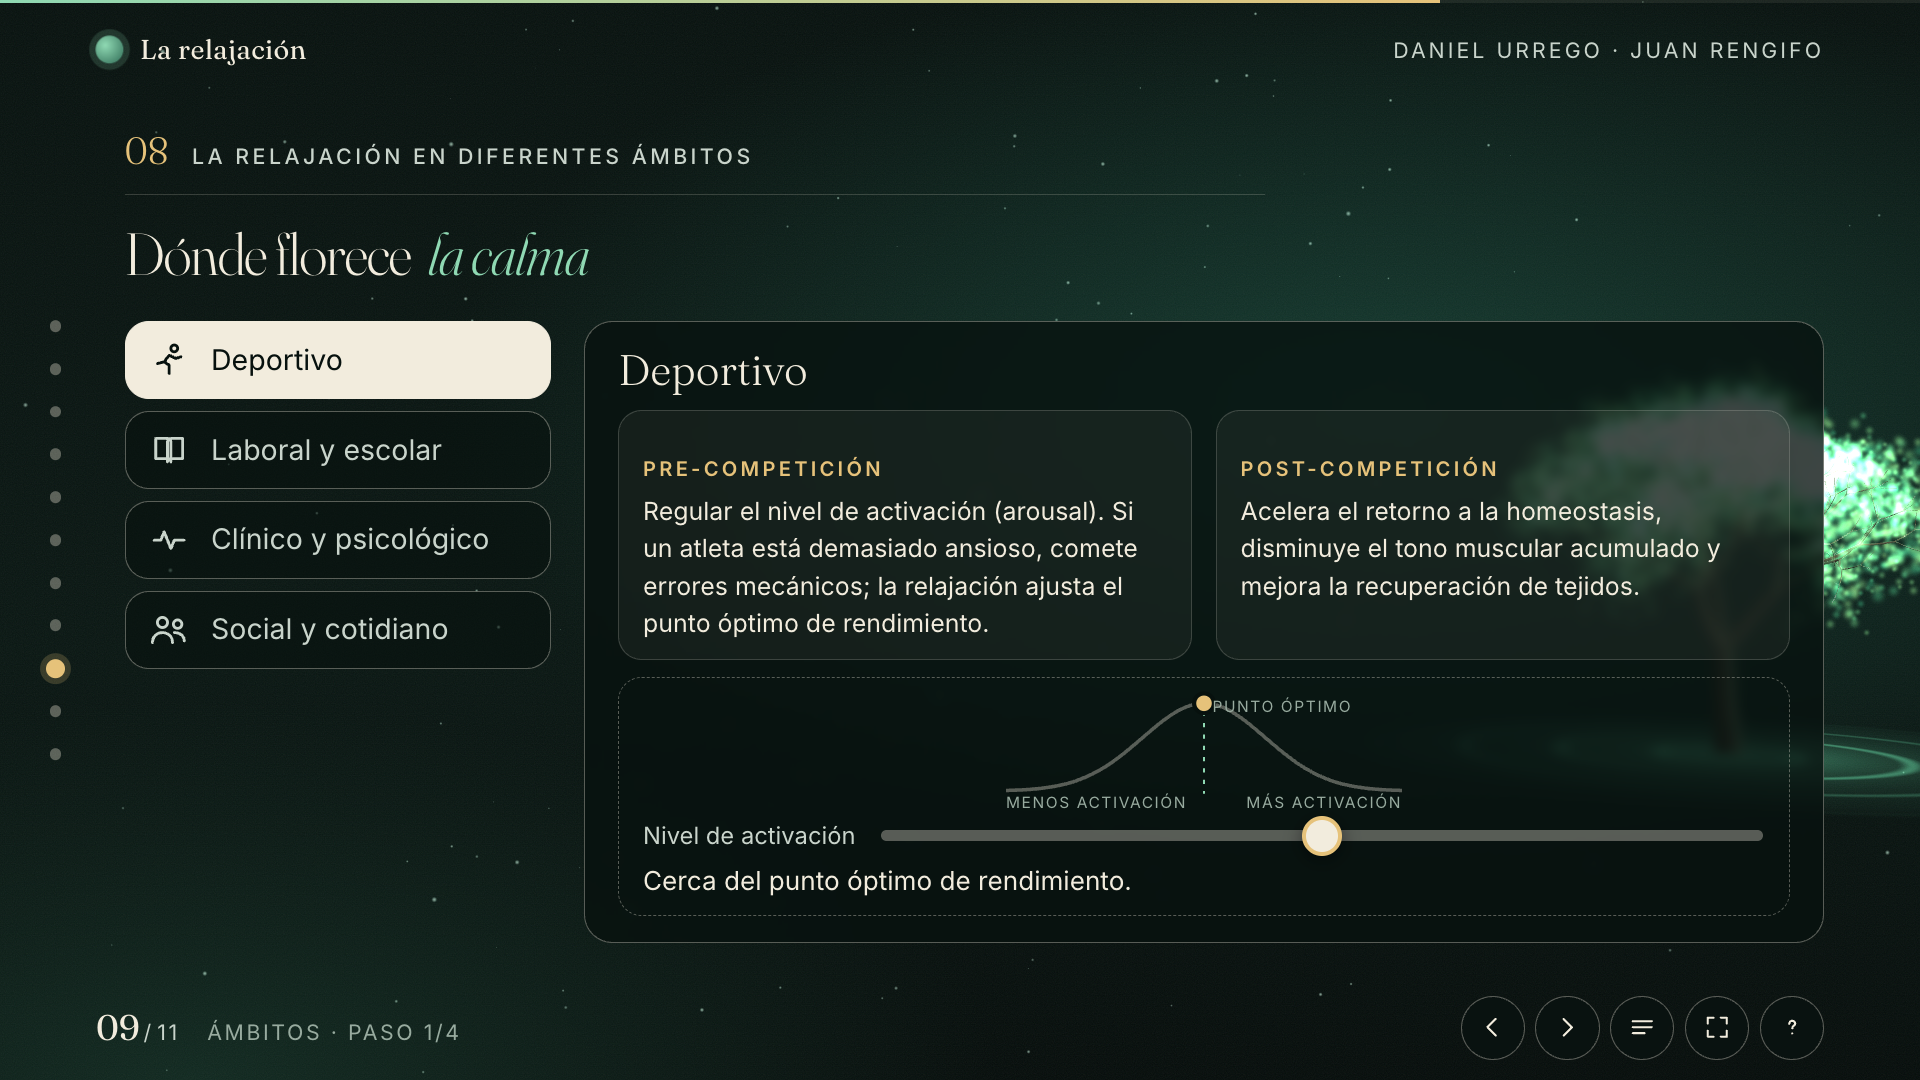 La relajación
DANIEL URREGO · JUAN RENGIFO
08 LA RELAJACIÓN EN DIFERENTES ÁMBITOS
Dónde florece la calma
Deportivo
Laboral y escolar
Clínico y psicológico
Social y cotidiano
Deportivo
PRE-COMPETICIÓN
Regular el nivel de activación (arousal). Si
un atleta está demasiado ansioso, comete
errores mecánicos; la relajación ajusta el
punto óptimo de rendimiento.
POST-COMPETICIÓN
Acelera el retorno a la homeostasis,
disminuye el tono muscular acumulado y
mejora la recuperación de tejidos.
PUNTO ÓPTIMO
MENOS ACTIVACIÓN
MÁS ACTIVACIÓN
Nivel de activación
Cerca del punto óptimo de rendimiento.
09 / 11 ÁMBITOS · PASO 1/4
?